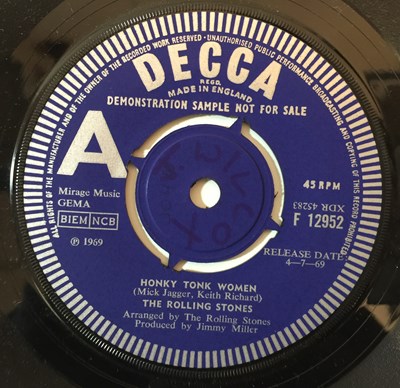 ALL RIGHTS OF THE MANUFACTURER AND OF THE OWNER OF THE RECORDED WORK RESERVED · UNAUTHORISED PUBLIC PERFORMANCE BROADCASTING AND COPYING OF THIS RECORD PROHIBITED
DECCA
REGD.
MADE IN ENGLAND
DEMONSTRATION SAMPLE NOT FOR SALE
A
Mirage Music
GEMA
BIEM NCB
℗ 1969
45 RPM
XDR 45283
F 12952
RELEASE DATE:
4-7-69
HONKY TONK WOMEN
(Mick Jagger, Keith Richard)
THE ROLLING STONES
Arranged by The Rolling Stones
Produced by Jimmy Miller